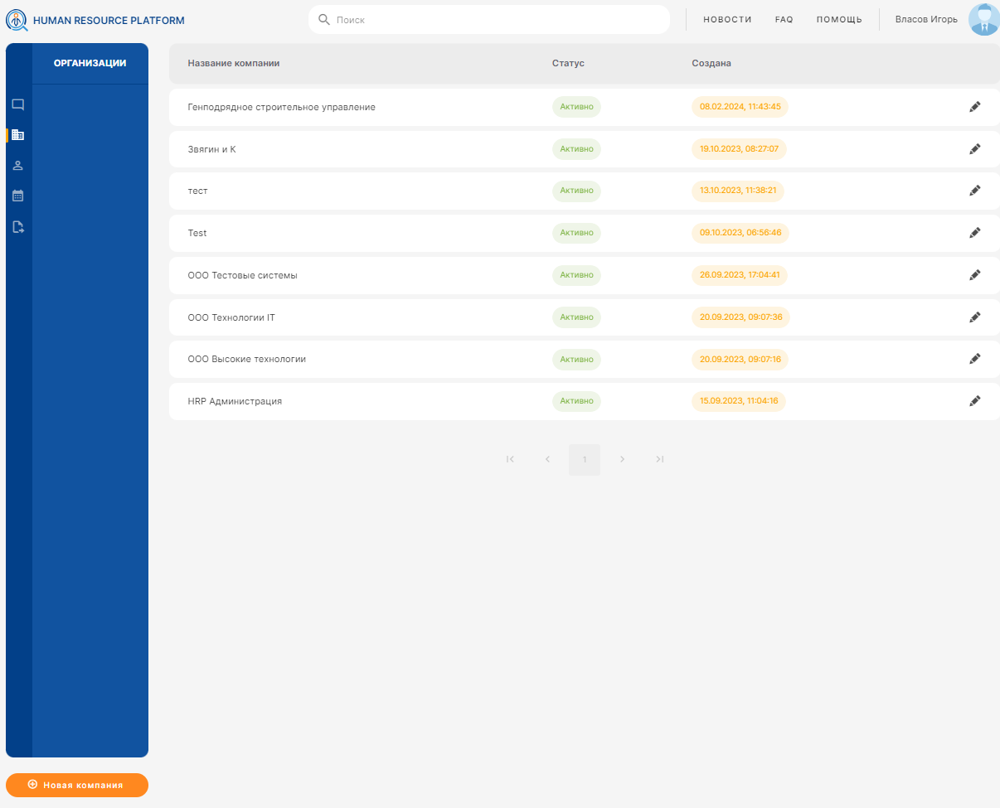 HUMAN RESOURCE PLATFORM
Поиск
НОВОСТИ FAQ ПОМОЩЬ Власов Игорь
ОРГАНИЗАЦИИ
Название компании Статус Создана
Генподрядное строительное управление Активно 08.02.2024, 11:43:45
Звягин и К Активно 19.10.2023, 08:27:07
тест Активно 13.10.2023, 11:38:21
Test Активно 09.10.2023, 06:56:46
ООО Тестовые системы Активно 26.09.2023, 17:04:41
ООО Технологии IT Активно 20.09.2023, 09:07:36
ООО Высокие технологии Активно 20.09.2023, 09:07:16
HRP Администрация Активно 15.09.2023, 11:04:16
1
Новая компания